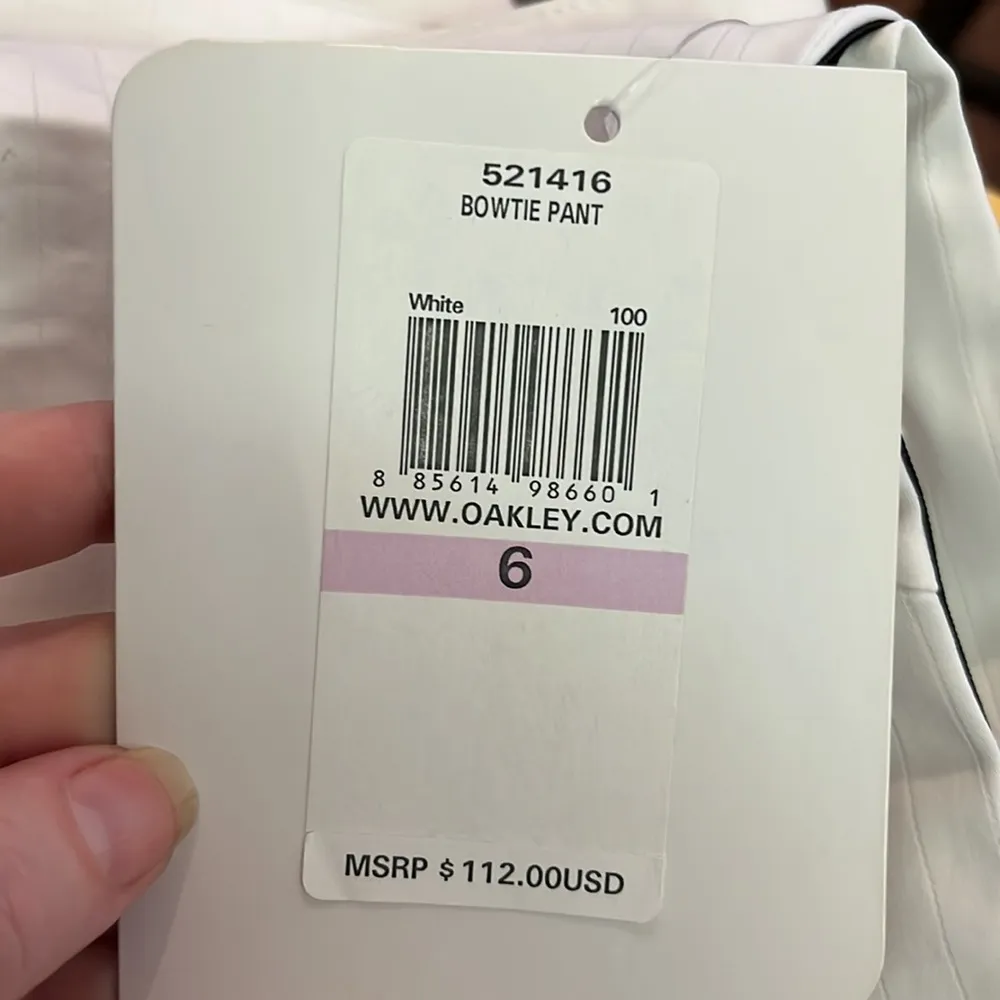 521416
BOWTIE PANT
White 100
8 85614 98660 1
WWW.OAKLEY.COM
6
MSRP $112.00USD